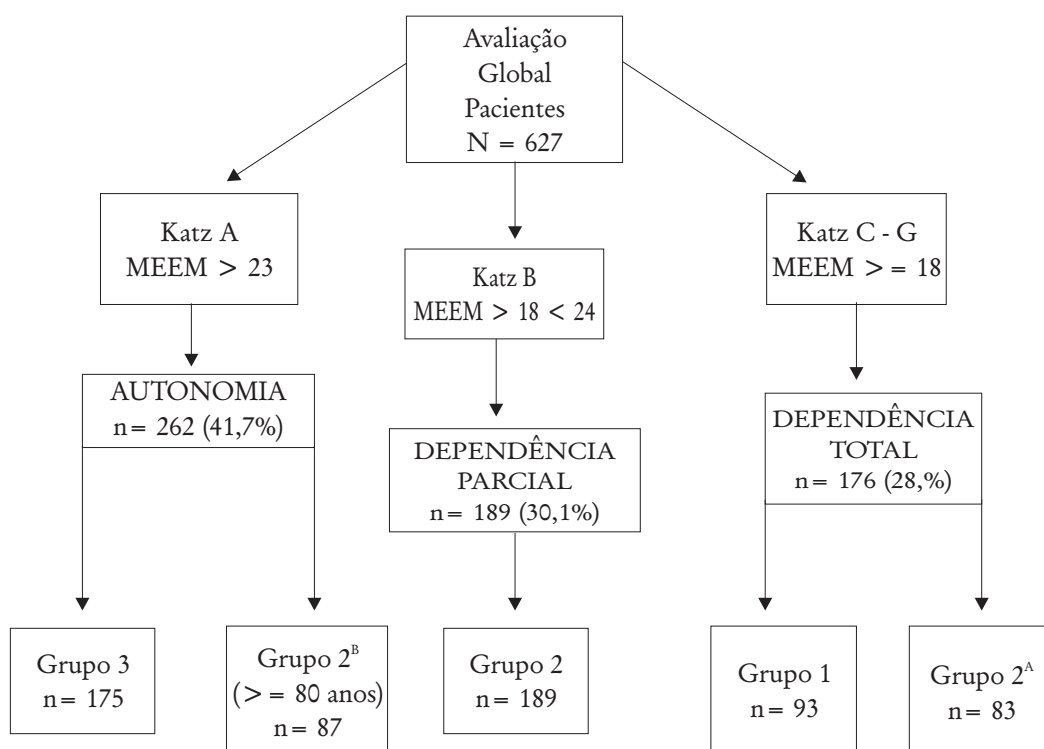 Avaliação
Global
Pacientes
N = 627
Katz A
MEEM > 23
Katz B
MEEM > 18 < 24
Katz C - G
MEEM > = 18
AUTONOMIA
n= 262 (41,7%)
DEPENDÊNCIA
PARCIAL
n= 189 (30,1%)
DEPENDÊNCIA
TOTAL
n= 176 (28,%)
Grupo 3
n= 175
Grupo 2ᴮ
(> = 80 anos)
n= 87
Grupo 2
n= 189
Grupo 1
n= 93
Grupo 2ᴬ
n= 83